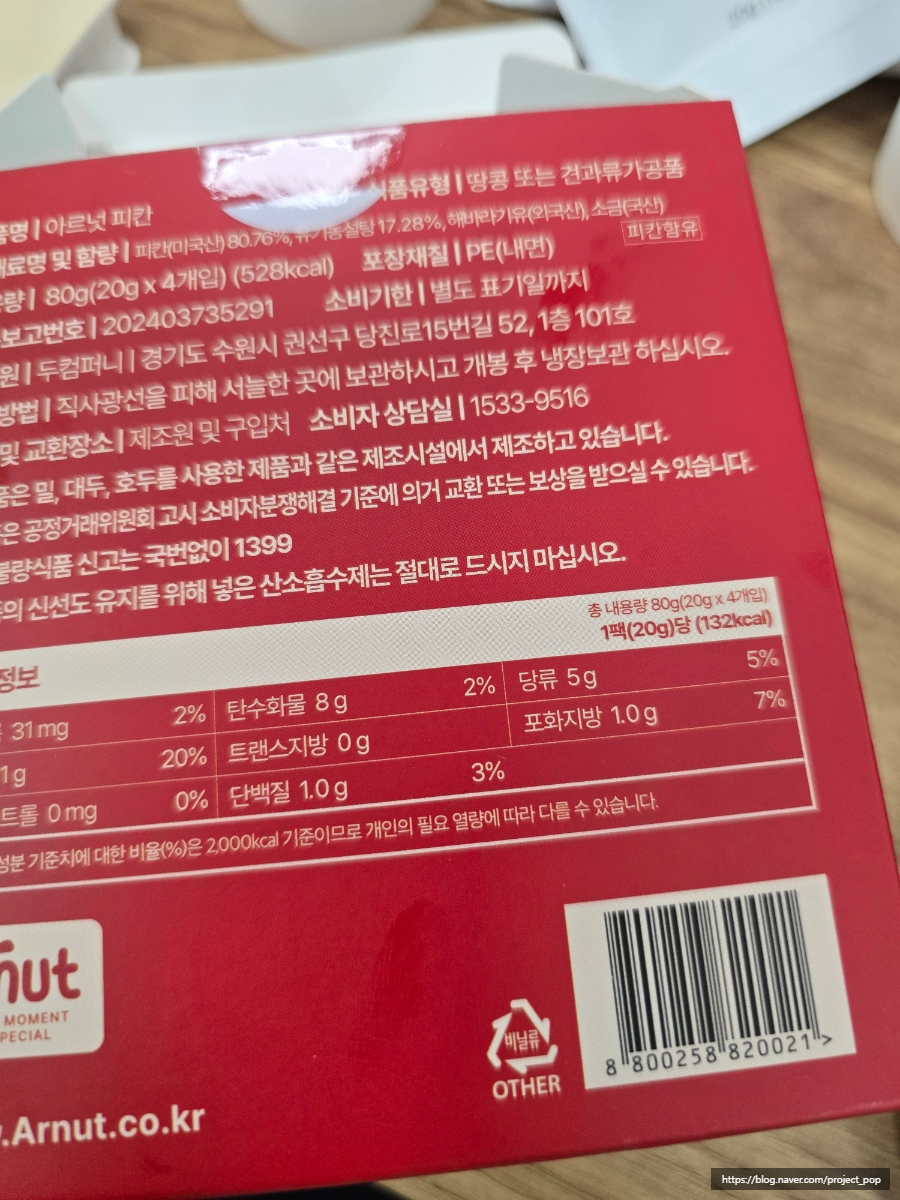 식품유형 | 땅콩 또는 견과류가공품
품명 | 아르넛 피칸
재료명 및 함량 | 피칸(미국산) 80.76%, 유기농설탕 17.28%, 해바라기유(외국산), 소금(국산)
피칸함유
용량 | 80g(20g x 4개입) (528kcal) 포장재질 | PE(내면)
보고번호 | 202403735291 소비기한 | 별도 표기일까지
원 | 두컴퍼니 | 경기도 수원시 권선구 당진로15번길 52, 1층 101호
방법 | 직사광선을 피해 서늘한 곳에 보관하시고 개봉 후 냉장보관 하십시오.
및 교환장소 | 제조원 및 구입처 소비자 상담실 | 1533-9516
품은 밀, 대두, 호두를 사용한 제품과 같은 제조시설에서 제조하고 있습니다.
은 공정거래위원회 고시 소비자분쟁해결 기준에 의거 교환 또는 보상을 받으실 수 있습니다.
불량식품 신고는 국번없이 1399
의 신선도 유지를 위해 넣은 산소흡수제는 절대로 드시지 마십시오.
총 내용량 80g(20g x 4개입)
정보 1팩(20g)당 (132kcal)
31mg 2% 탄수화물 8g 2% 당류 5g 5%
1g 20% 트랜스지방 0g 포화지방 1.0g 7%
트롤 0mg 0% 단백질 1.0g 3%
성분 기준치에 대한 비율(%)은 2,000kcal 기준이므로 개인의 필요 열량에 따라 다를 수 있습니다.
nut
MOMENT
PECIAL
비닐류
OTHER
8 800258 820021 >
.Arnut.co.kr
https://blog.naver.com/project_pop